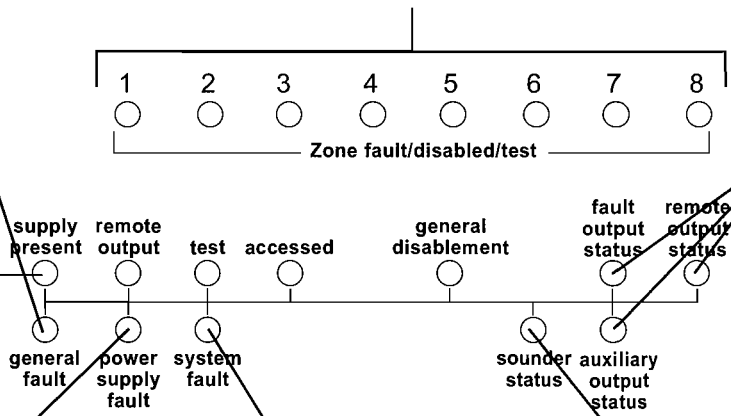 1 2 3 4 5 6 7 8
Zone fault/disabled/test
supply present
remote output
test
accessed
general disablement
fault output status
remote output status
general fault
power supply fault
system fault
sounder status
auxiliary output status